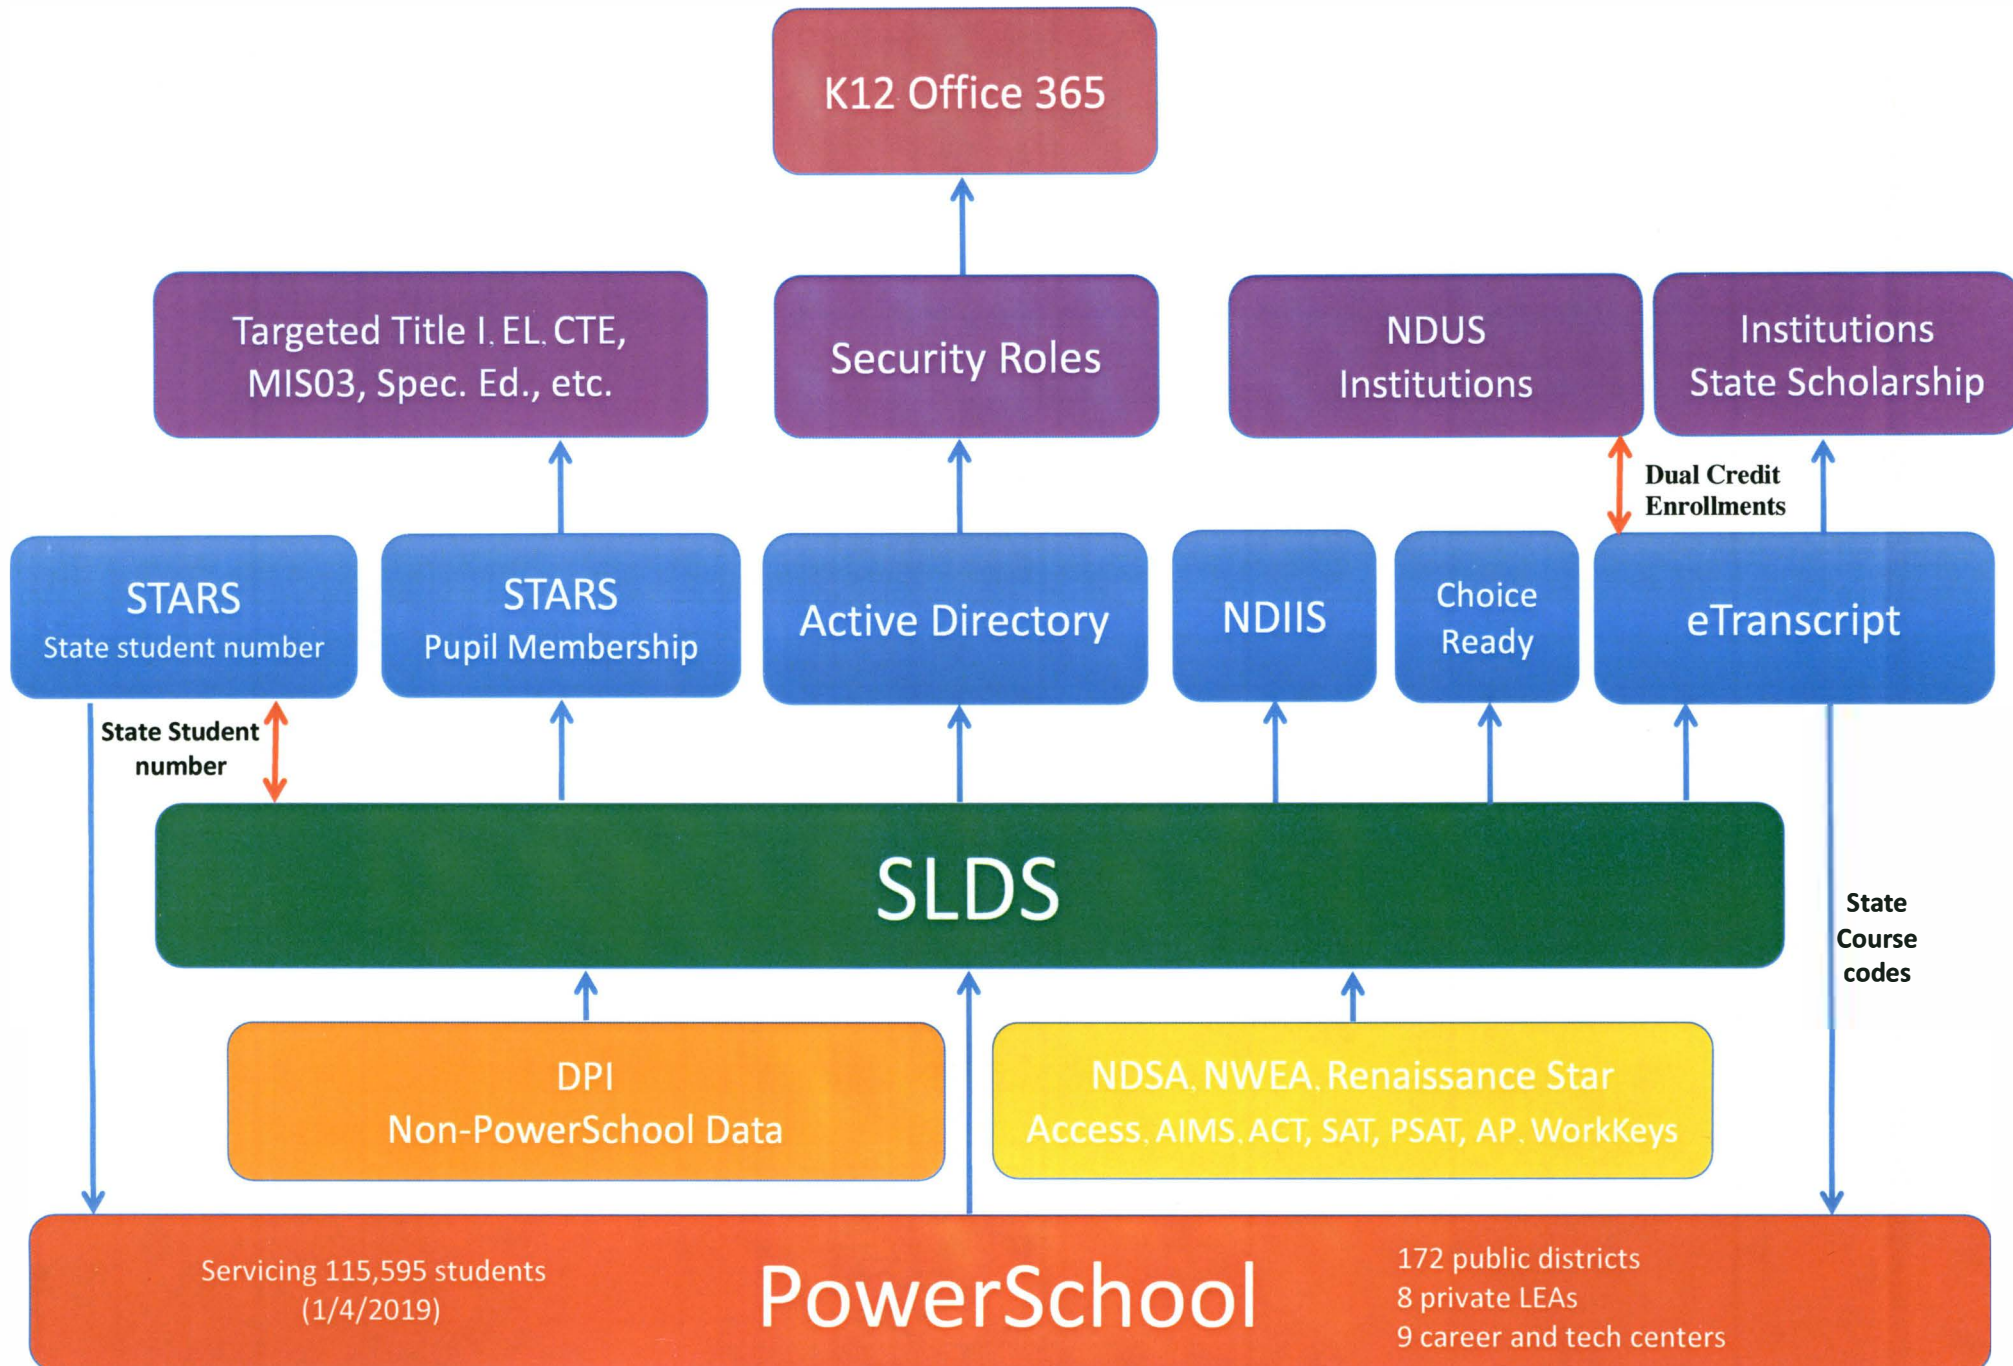 K12 Office 365
Targeted Title I, EL, CTE,
MIS03, Spec. Ed., etc.
Security Roles
NDUS
Institutions
Institutions
State Scholarship
Dual Credit
Enrollments
STARS
State student number
STARS
Pupil Membership
Active Directory
NDIIS
Choice
Ready
eTranscript
State Student
number
SLDS
State
Course
codes
DPI
Non-PowerSchool Data
NDSA, NWEA, Renaissance Star
Access, AIMS, ACT, SAT, PSAT, AP, WorkKeys
Servicing 115,595 students
(1/4/2019)
PowerSchool
172 public districts
8 private LEAs
9 career and tech centers